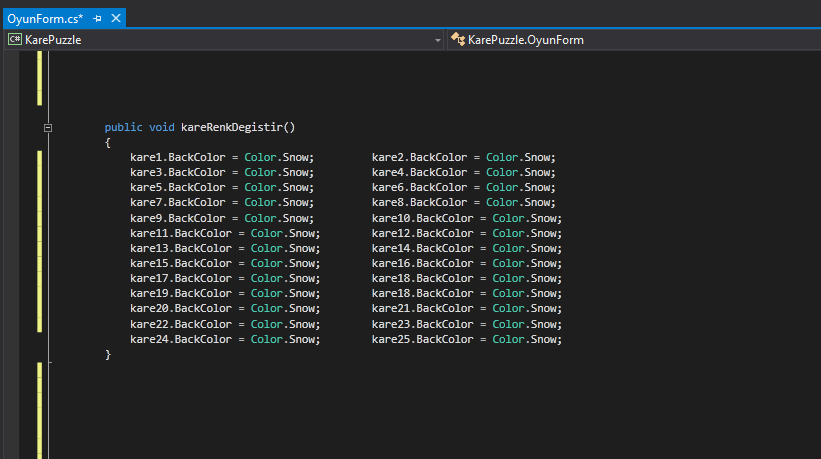 OyunForm.cs*
C# KarePuzzle KarePuzzle.OyunForm
public void kareRenkDegistir()
{
kare1.BackColor = Color.Snow; kare2.BackColor = Color.Snow;
kare3.BackColor = Color.Snow; kare4.BackColor = Color.Snow;
kare5.BackColor = Color.Snow; kare6.BackColor = Color.Snow;
kare7.BackColor = Color.Snow; kare8.BackColor = Color.Snow;
kare9.BackColor = Color.Snow; kare10.BackColor = Color.Snow;
kare11.BackColor = Color.Snow; kare12.BackColor = Color.Snow;
kare13.BackColor = Color.Snow; kare14.BackColor = Color.Snow;
kare15.BackColor = Color.Snow; kare16.BackColor = Color.Snow;
kare17.BackColor = Color.Snow; kare18.BackColor = Color.Snow;
kare19.BackColor = Color.Snow; kare18.BackColor = Color.Snow;
kare20.BackColor = Color.Snow; kare21.BackColor = Color.Snow;
kare22.BackColor = Color.Snow; kare23.BackColor = Color.Snow;
kare24.BackColor = Color.Snow; kare25.BackColor = Color.Snow;
}